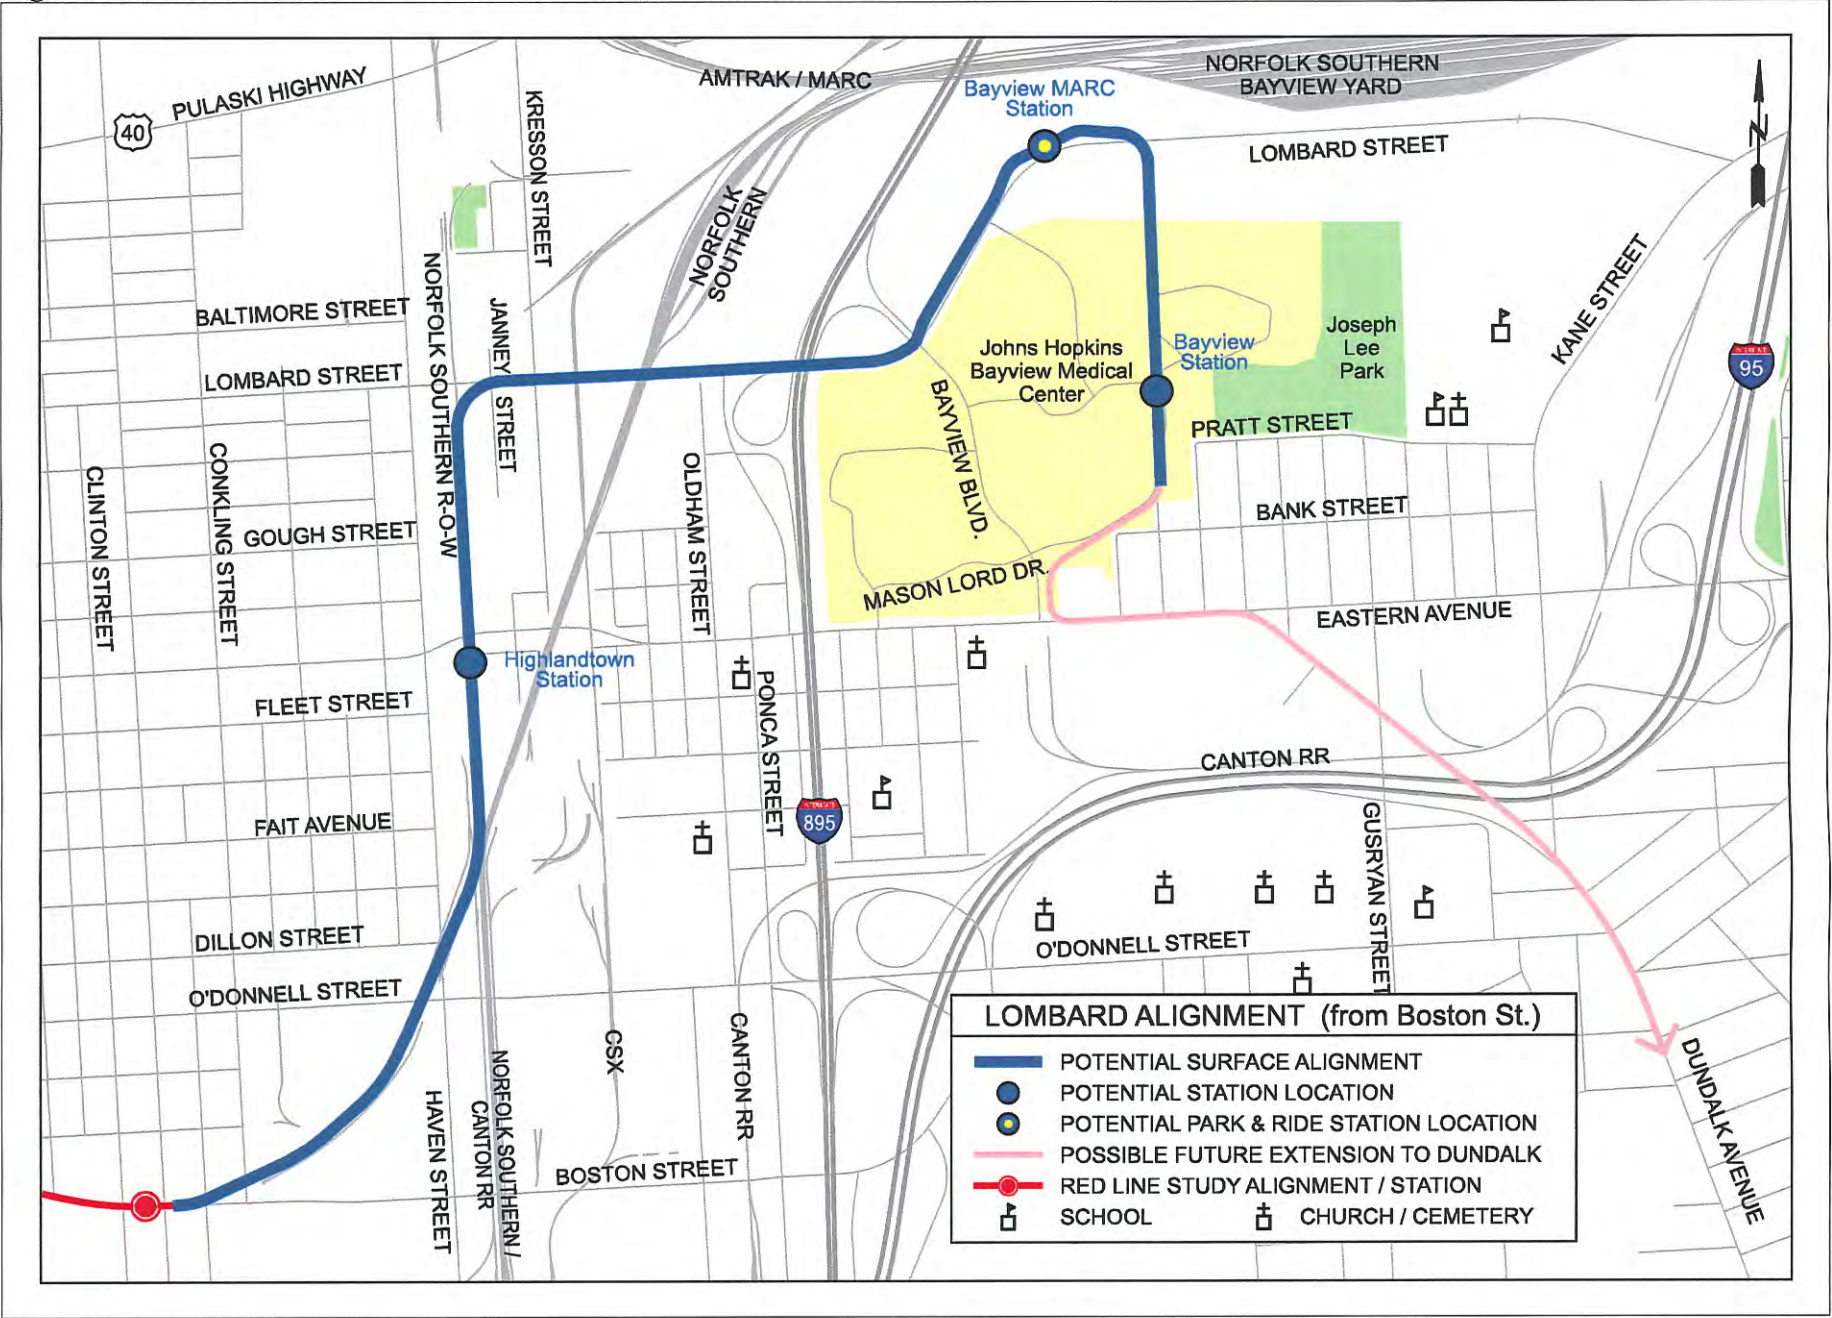 PULASKI HIGHWAY
40
KRESSON STREET
AMTRAK / MARC
Bayview MARC
Station
NORFOLK SOUTHERN
BAYVIEW YARD
LOMBARD STREET
N
NORFOLK
SOUTHERN
KANE STREET
95
BALTIMORE STREET
NORFOLK SOUTHERN R-O-W
JANNEY STREET
LOMBARD STREET
Johns Hopkins
Bayview Medical
Center
Bayview
Station
Joseph
Lee
Park
PRATT STREET
BAYVIEW BLVD.
CLINTON STREET
CONKLING STREET
GOUGH STREET
OLDHAM STREET
BANK STREET
MASON LORD DR.
EASTERN AVENUE
Highlandtown
Station
FLEET STREET
PONCA STREET
CANTON RR
FAIT AVENUE
895
GUSRYAN STREET
DILLON STREET
O'DONNELL STREET
O'DONNELL STREET
HAVEN STREET
CANTON RR
NORFOLK SOUTHERN /
CSX
CANTON RR
BOSTON STREET
DUNDALK AVENUE
LOMBARD ALIGNMENT (from Boston St.)
POTENTIAL SURFACE ALIGNMENT
POTENTIAL STATION LOCATION
POTENTIAL PARK & RIDE STATION LOCATION
POSSIBLE FUTURE EXTENSION TO DUNDALK
RED LINE STUDY ALIGNMENT / STATION
SCHOOL CHURCH / CEMETERY